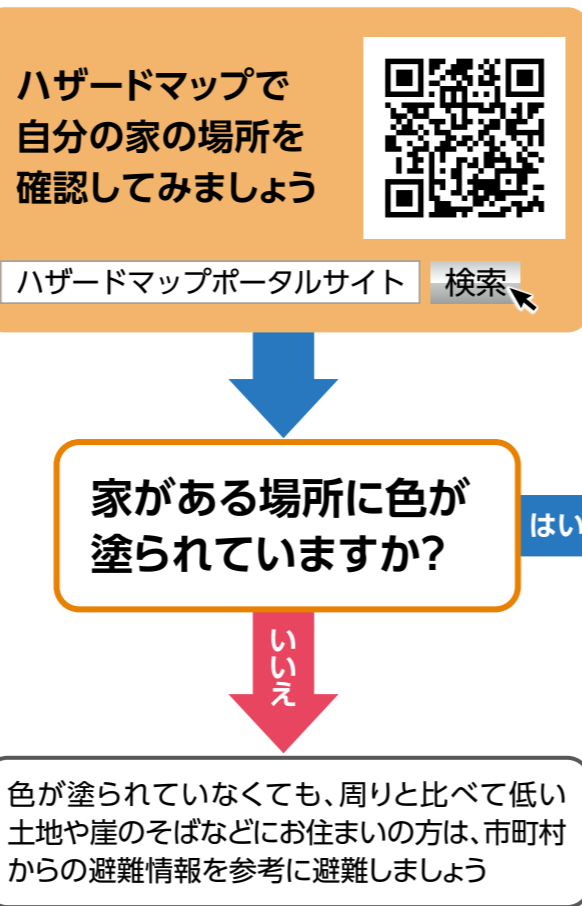 ハザードマップで
自分の家の場所を
確認してみましょう
ハザードマップポータルサイト 検索
家がある場所に色が
塗られていますか?
はい
いいえ
色が塗られていなくても、周りと比べて低い
土地や崖のそばなどにお住まいの方は、市町村
からの避難情報を参考に避難しましょう